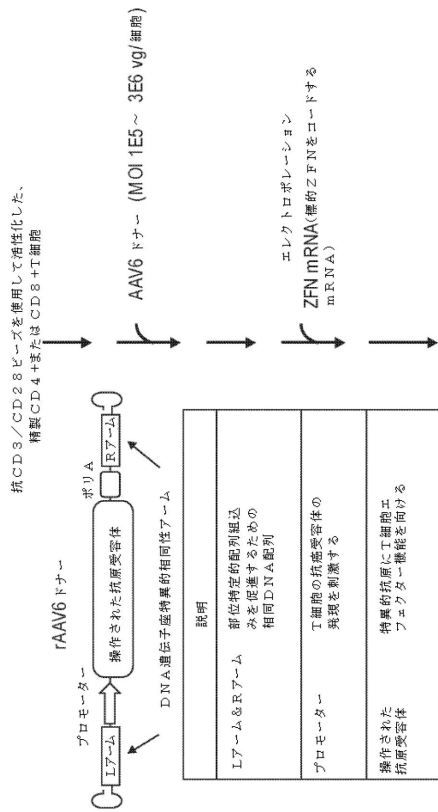 抗CD3/CD28ビーズを使用して活性化した、
精製CD4+またはCD8+T細胞
AAV6 ドナー (MOI 1E5~ 3E6 vg/細胞)
エレクトロポレーション
ZFN mRNA(標的ZFNをコードする
mRNA)
rAAV6ドナー
プロモーター
ポリA
Lアーム
操作された抗原受容体
Rアーム
DNA遺伝子座特異的相同性アーム
説明
Lアーム&Rアーム
部位特定的配列組込
みを促進するための
相同DNA配列
プロモーター
T細胞の抗癌受容体の
発現を刺激する
操作された
抗原受容体
特異的抗原にT細胞エ
フェクター機能を向ける